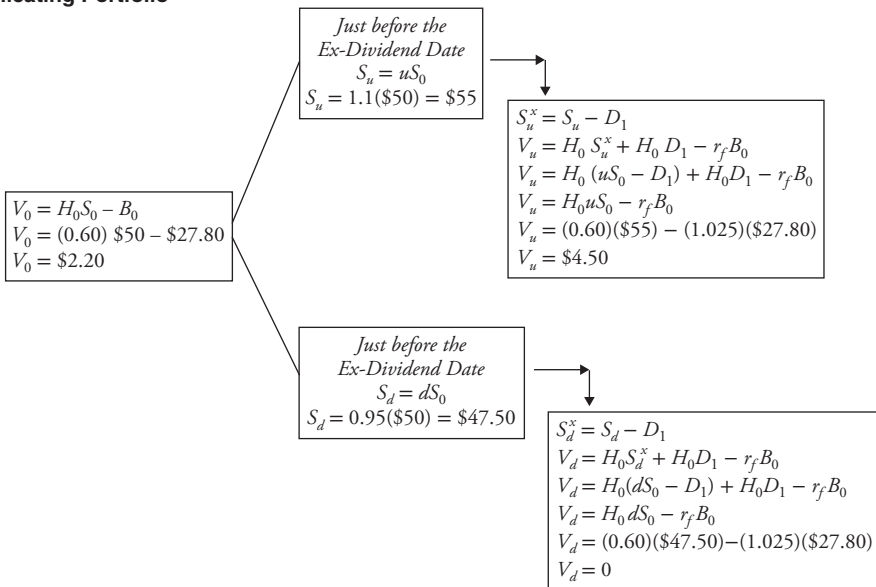 Just before the
Ex-Dividend Date
S_u = uS_0
S_u = 1.1($50) = $55
S_u^x = S_u – D_1
V_u = H_0 S_u^x + H_0 D_1 – r_f B_0
V_u = H_0 (uS_0 – D_1) + H_0D_1 – r_f B_0
V_u = H_0uS_0 – r_f B_0
V_u = (0.60)($55) – (1.025)($27.80)
V_u = $4.50
V_0 = H_0S_0 – B_0
V_0 = (0.60) $50 – $27.80
V_0 = $2.20
Just before the
Ex-Dividend Date
S_d = dS_0
S_d = 0.95($50) = $47.50
S_d^x = S_d – D_1
V_d = H_0S_d^x + H_0D_1 – r_f B_0
V_d = H_0(dS_0 – D_1) + H_0D_1 – r_f B_0
V_d = H_0 dS_0 – r_f B_0
V_d = (0.60)($47.50)–(1.025)($27.80)
V_d = 0